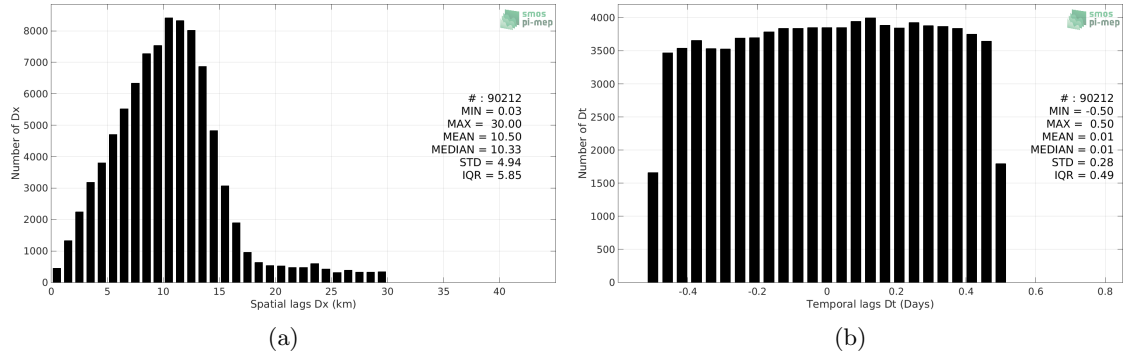 smos
pi-mep
8000
7000
6000
5000
4000
3000
2000
1000
0
Number of Dx
# : 90212
MIN = 0.03
MAX = 30.00
MEAN = 10.50
MEDIAN = 10.33
STD = 4.94
IQR = 5.85
0 5 10 15 20 25 30 35 40
Spatial lags Dx (km)
(a)
smos
pi-mep
4000
3500
3000
2500
2000
1500
1000
500
0
Number of Dt
# : 90212
MIN = -0.50
MAX = 0.50
MEAN = 0.01
MEDIAN = 0.01
STD = 0.28
IQR = 0.49
-0.4 -0.2 0 0.2 0.4 0.6 0.8
Temporal lags Dt (Days)
(b)